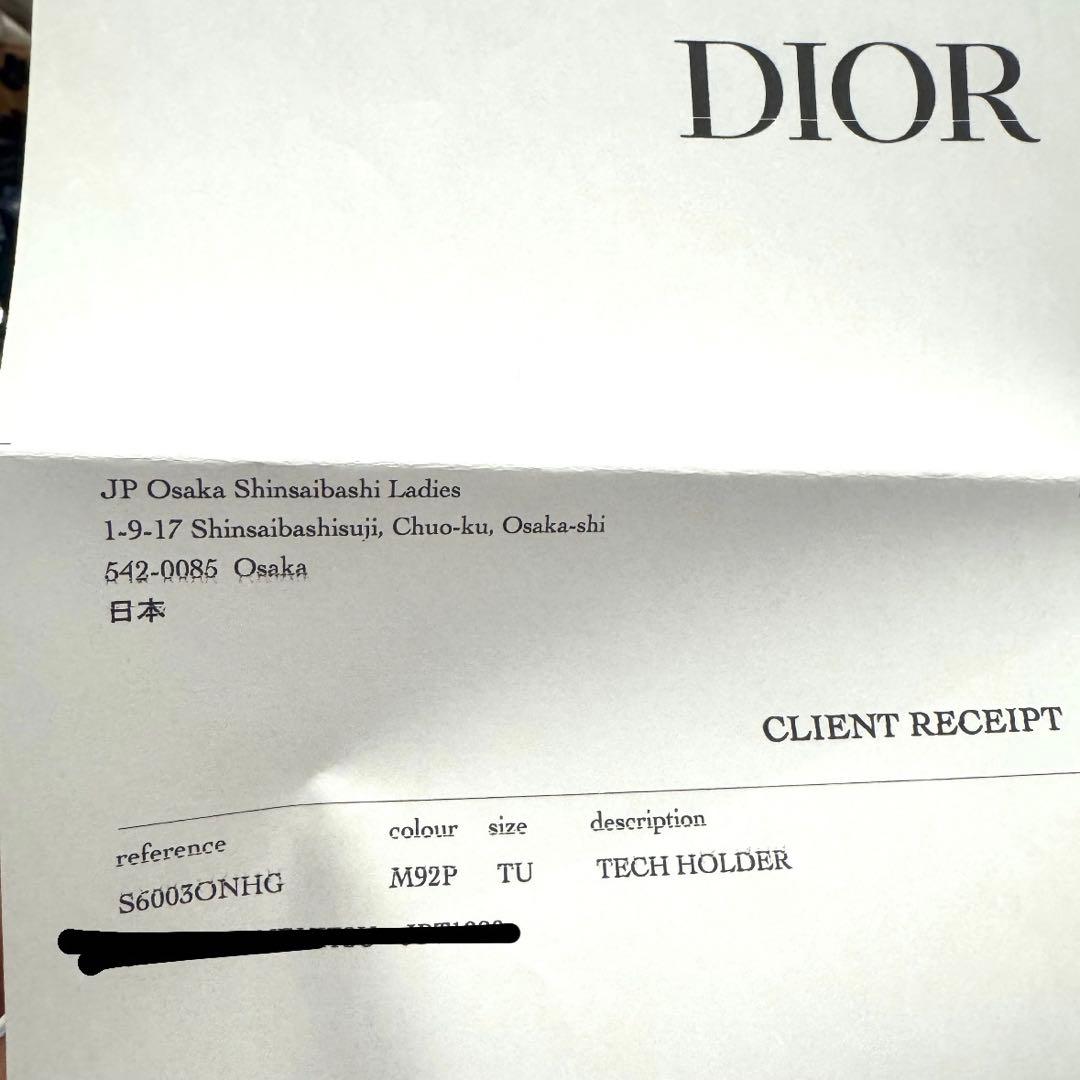 DIOR
JP Osaka Shinsaibashi Ladies
1-9-17 Shinsaibashisuji, Chuo-ku, Osaka-shi
542-0085 Osaka
日本
CLIENT RECEIPT
reference colour size description
S6003ONHG M92P TU TECH HOLDER